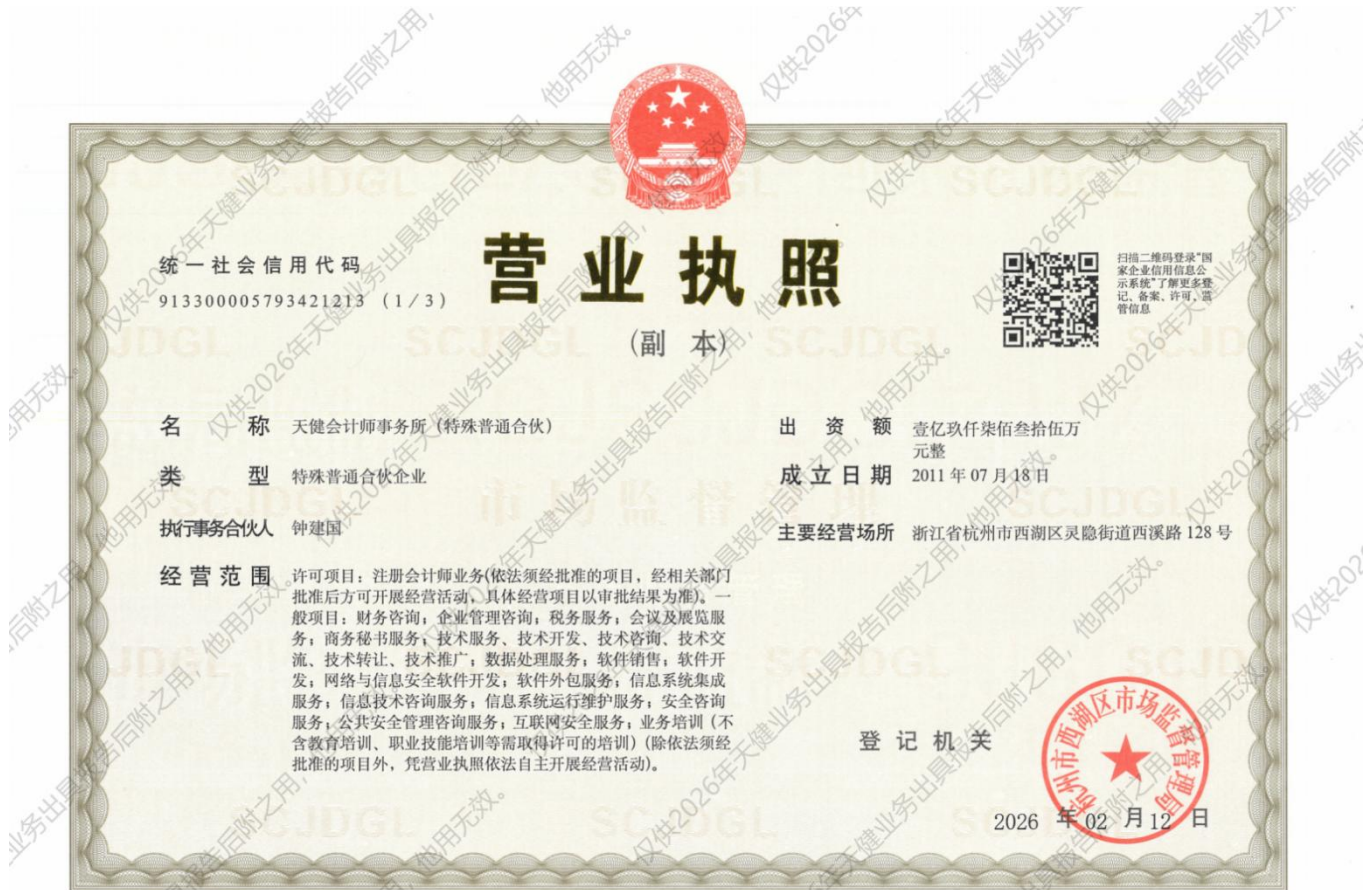 统一社会信用代码
913300005793421213 (1/3)
营业执照
(副 本)
扫描二维码登录“国
家企业信用信息公
示系统”了解更多登
记、备案、许可、监
管信息
名 称 天健会计师事务所（特殊普通合伙）
类 型 特殊普通合伙企业
执行事务合伙人 钟建国
经营范围 许可项目：注册会计师业务(依法须经批准的项目，经相关部门
批准后方可开展经营活动，具体经营项目以审批结果为准)。一
般项目：财务咨询；企业管理咨询；税务服务；会议及展览服
务；商务秘书服务；技术服务、技术开发、技术咨询、技术交
流、技术转让、技术推广；数据处理服务；软件销售；软件开
发；网络与信息安全软件开发；软件外包服务；信息系统集成
服务；信息技术咨询服务；信息系统运行维护服务；安全咨询
服务；公共安全管理咨询服务；互联网安全服务；业务培训（不
含教育培训、职业技能培训等需取得许可的培训）(除依法须经
批准的项目外，凭营业执照依法自主开展经营活动)。
出 资 额 壹亿玖仟柒佰叁拾伍万
元整
成立日期 2011年07月18日
主要经营场所 浙江省杭州市西湖区灵隐街道西溪路128号
登记机关
杭州市西湖区市场监督管理局
2026 年 02 月 12 日
仅供2026年天健业务出具报告后附之用，他用无效。
SCJDGL
市场监督管理